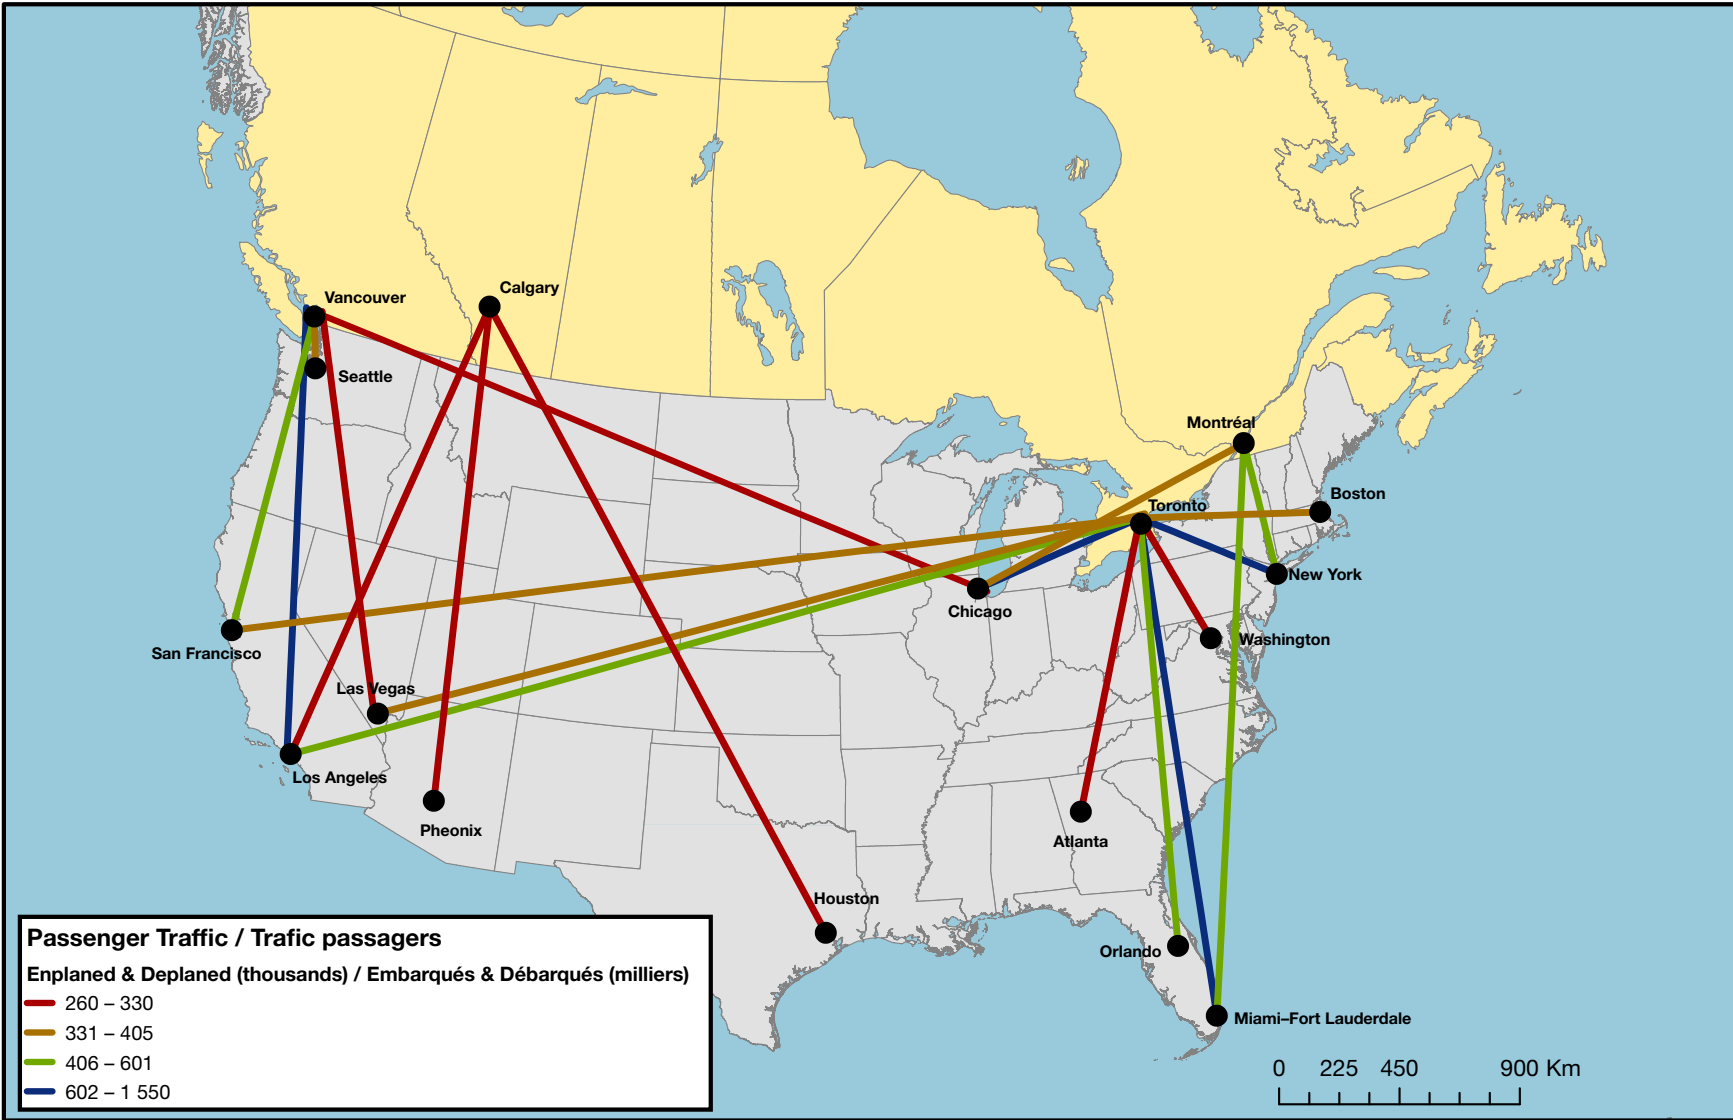 Vancouver
Calgary
Seattle
Montréal
Boston
Toronto
New York
Chicago
Washington
San Francisco
Las Vegas
Los Angeles
Pheonix
Atlanta
Houston
Orlando
Miami–Fort Lauderdale
Passenger Traffic / Trafic passagers
Enplaned & Deplaned (thousands) / Embarqués & Débarqués (milliers)
260 – 330
331 – 405
406 – 601
602 – 1 550
0 225 450 900 Km